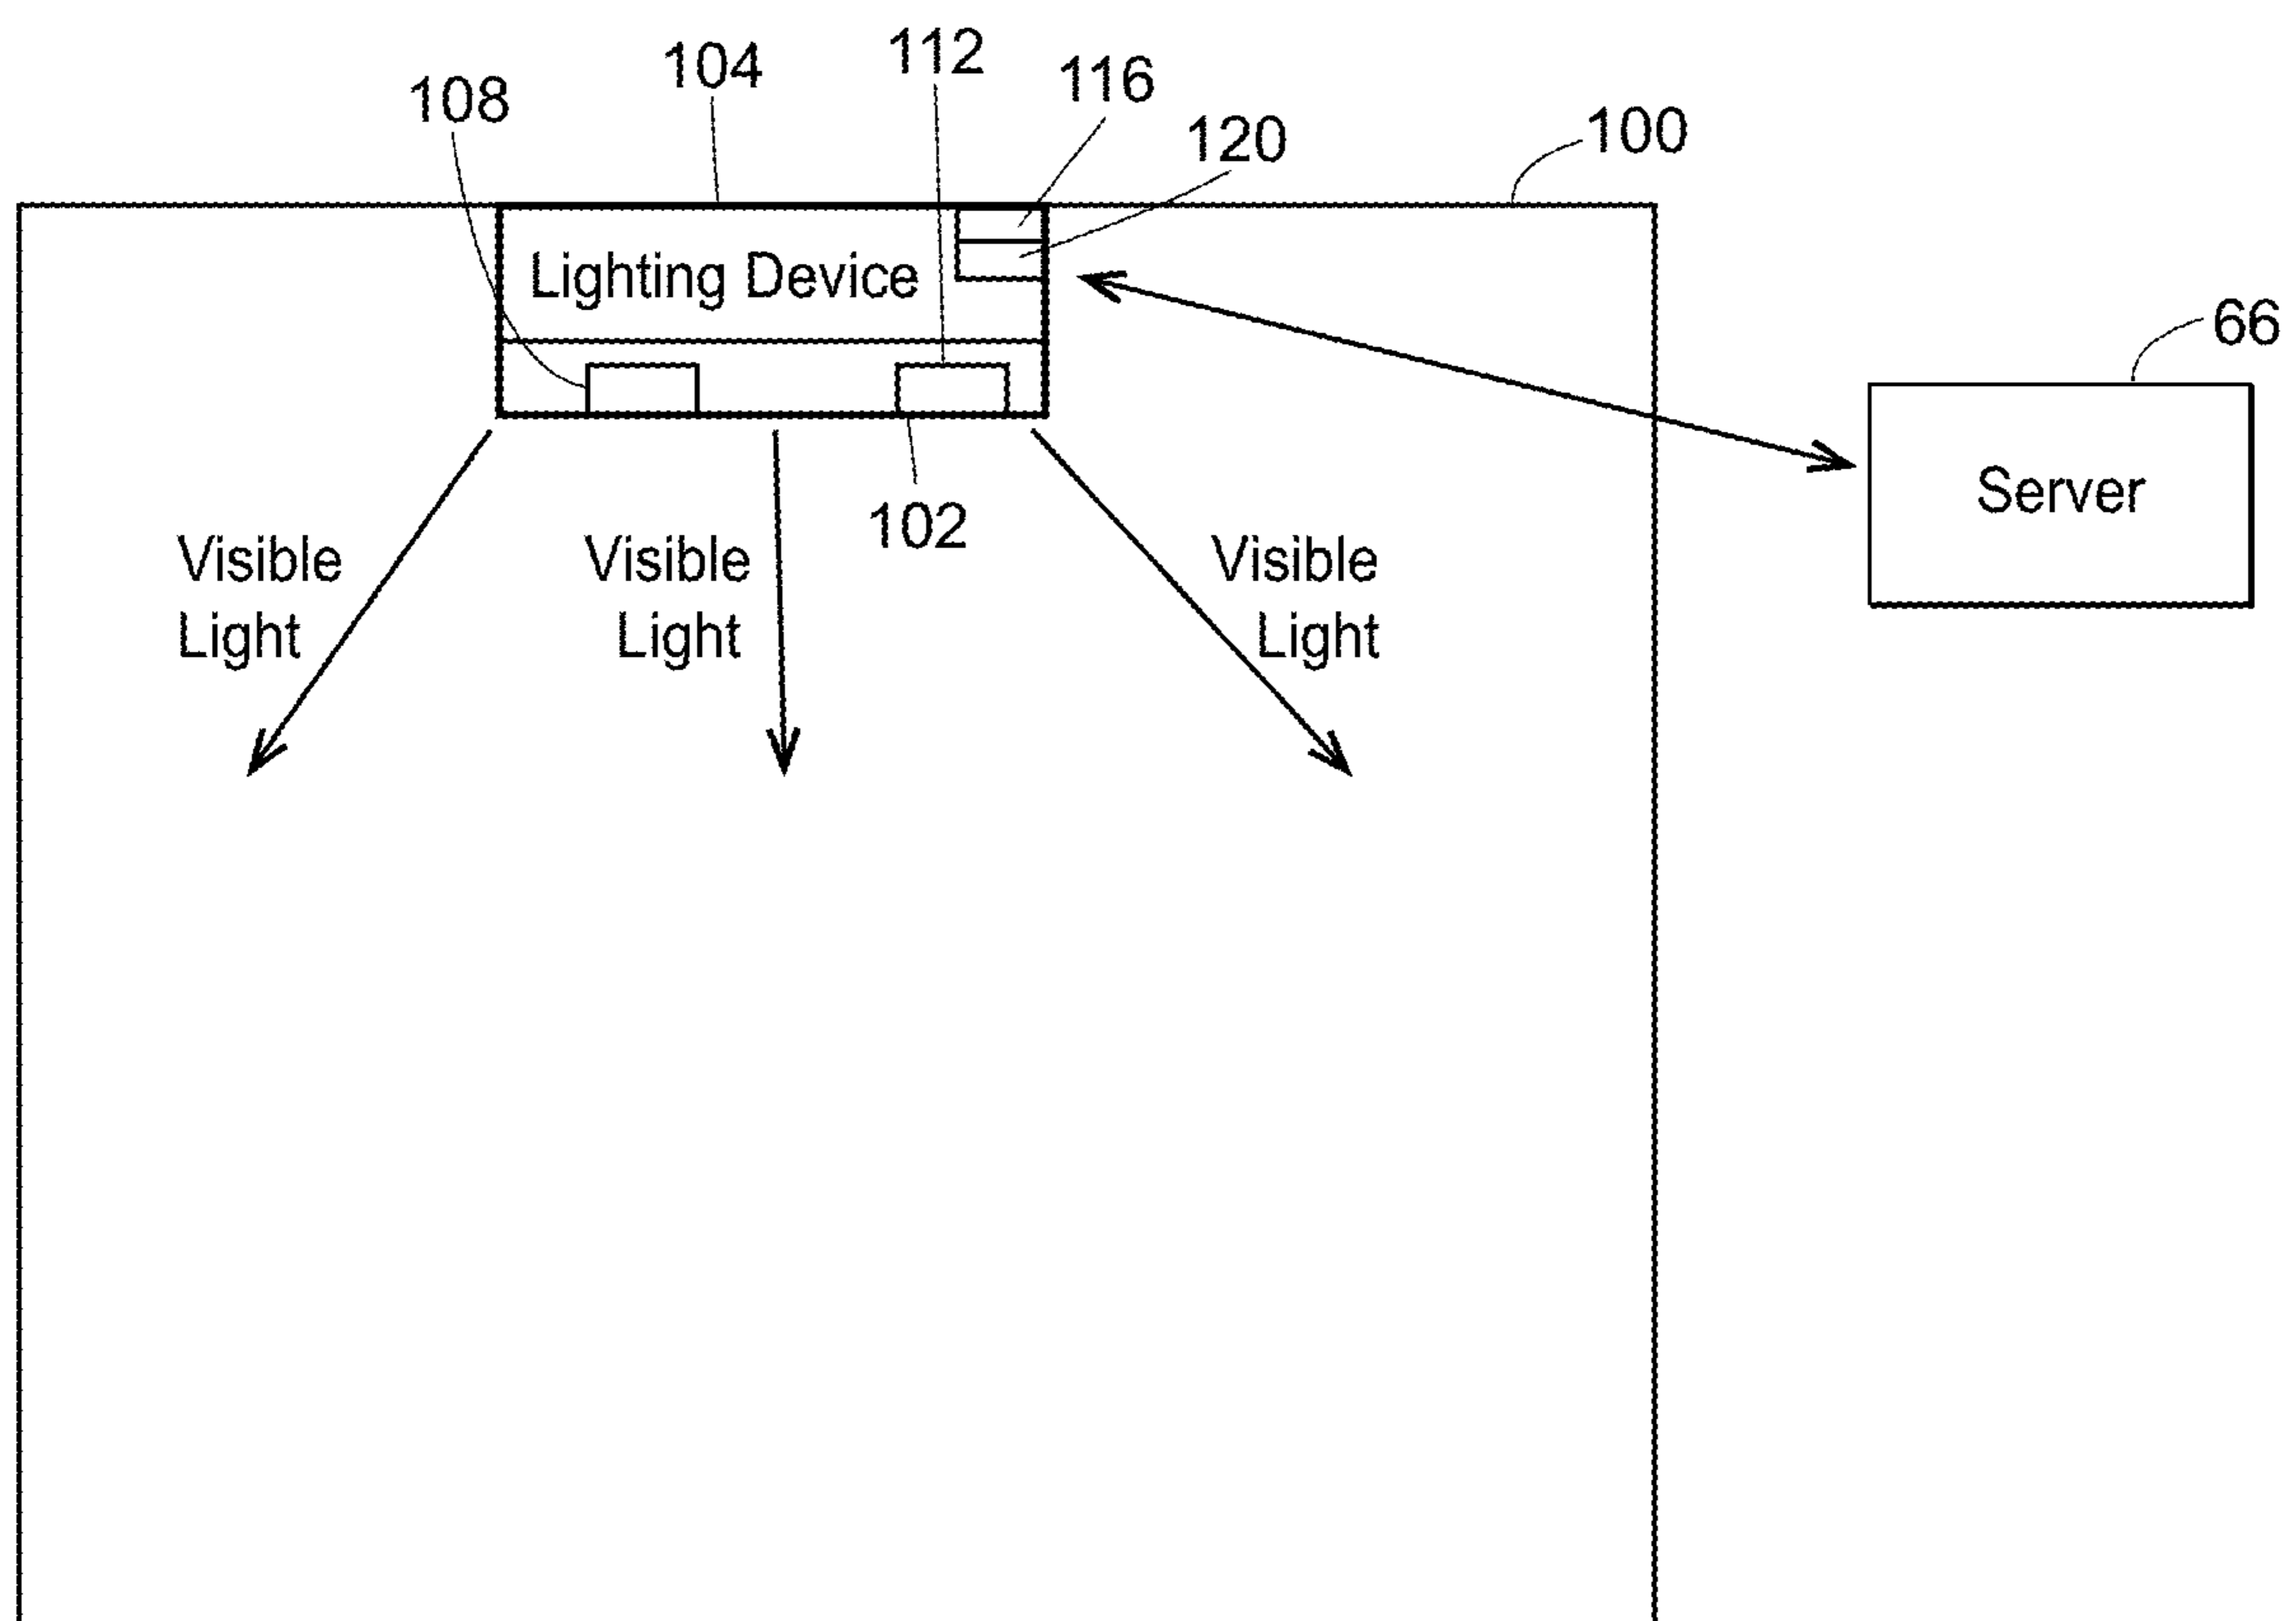 104
112
108
116
120
100
Lighting Device
66
Server
102
Visible
Light
Visible
Light
Visible
Light